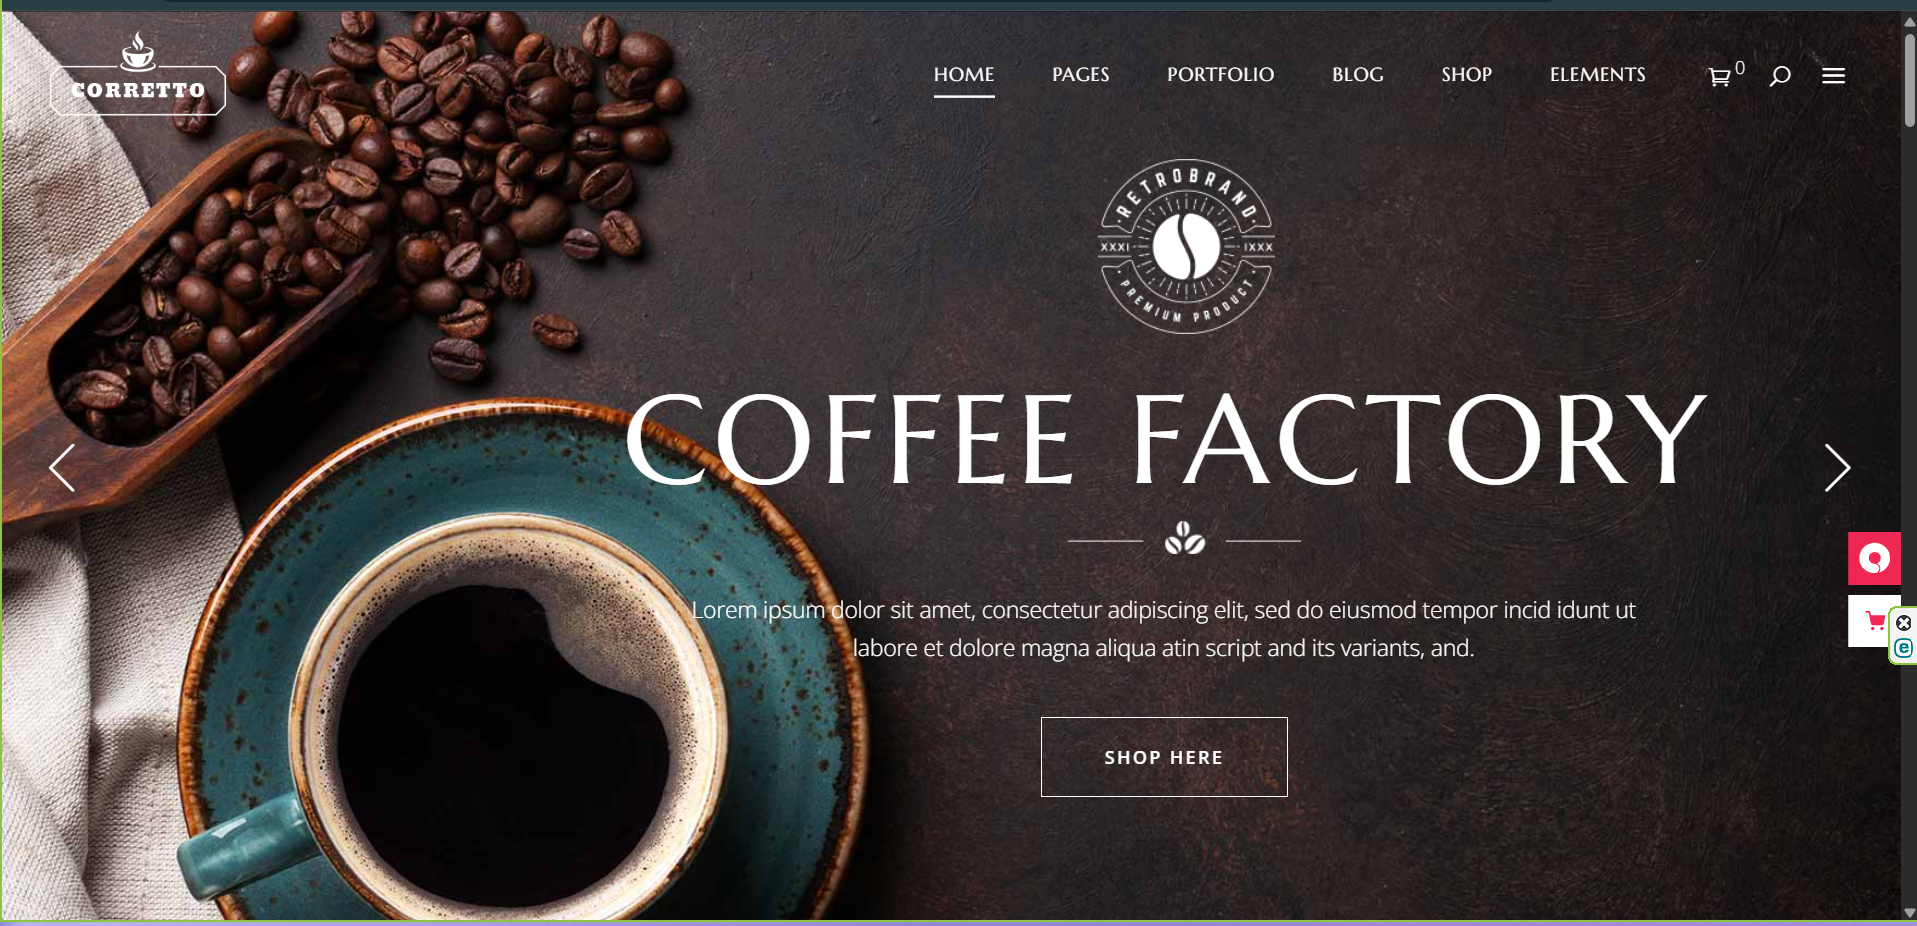 CORRETTO
HOME PAGES PORTFOLIO BLOG SHOP ELEMENTS 0
RETROBRAND
XXXI IXXX
PREMIUM PRODUCT
COFFEE FACTORY
Lorem ipsum dolor sit amet, consectetur adipiscing elit, sed do eiusmod tempor incid idunt ut
labore et dolore magna aliqua atin script and its variants, and.
SHOP HERE
e